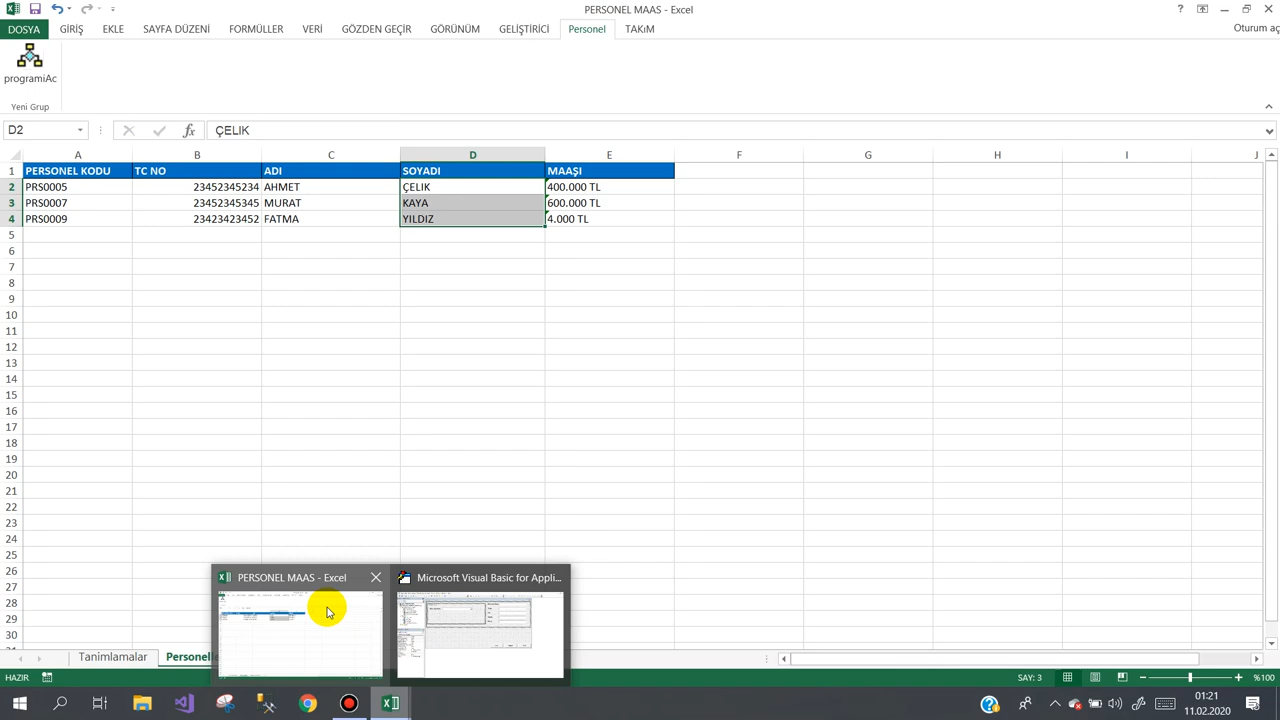 PERSONEL MAAS - Excel
DOSYA GİRİŞ EKLE SAYFA DÜZENİ FORMÜLLER VERİ GÖZDEN GEÇİR GÖRÜNÜM GELİŞTİRİCİ Personel TAKıM Oturum aç
programiAc
Yeni Grup
D2 fx ÇELIK
A B C D E F G H I J
1 PERSONEL KODU TC NO ADI SOYADI MAAŞI
2 PRS0005 23452345234 AHMET ÇELIK 400.000 TL
3 PRS0007 23452345345 MURAT KAYA 600.000 TL
4 PRS0009 23423423452 FATMA YILDIZ 4.000 TL
5
6
7
8
9
10
11
12
13
14
15
16
17
18
19
20
21
22
23
24
25
26
27
28
29
30
PERSONEL MAAS - Excel Microsoft Visual Basic for Appli...
Tanimlamalar Personell
HAZIR SAY: 3 %100
01:21
11.02.2020